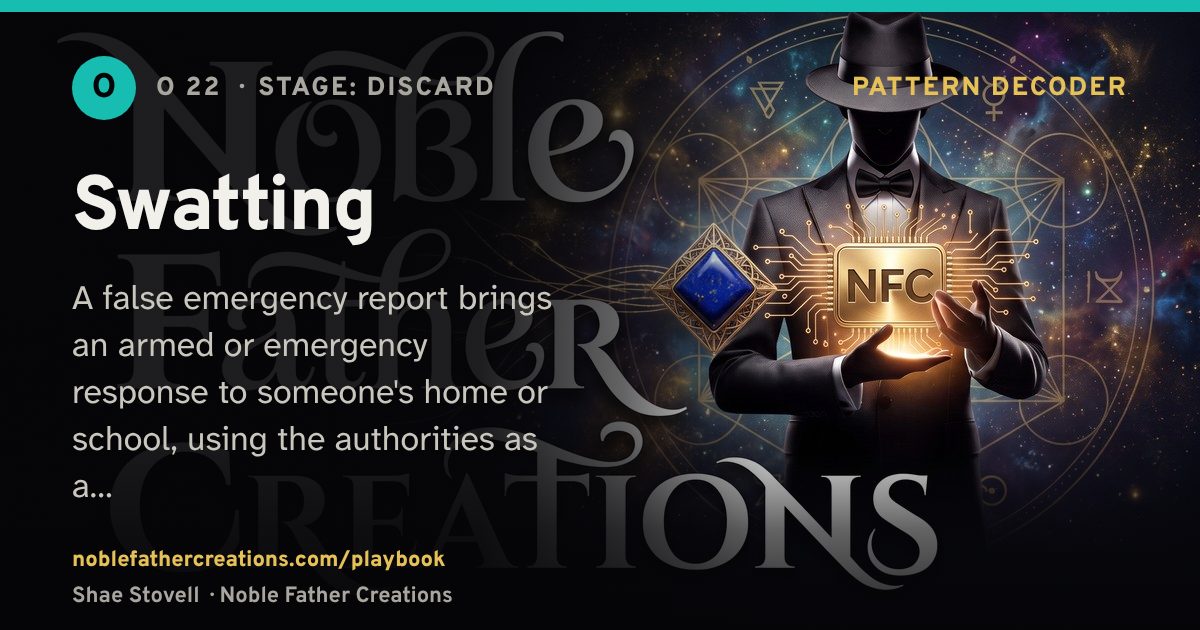 O
O 22 · STAGE: DISCARD
PATTERN DECODER
Swatting
A false emergency report brings
an armed or emergency
response to someone's home or
school, using the authorities as
a...
NFC
Noble
Father
Creations
noblefathercreations.com/playbook
Shae Stovell · Noble Father Creations